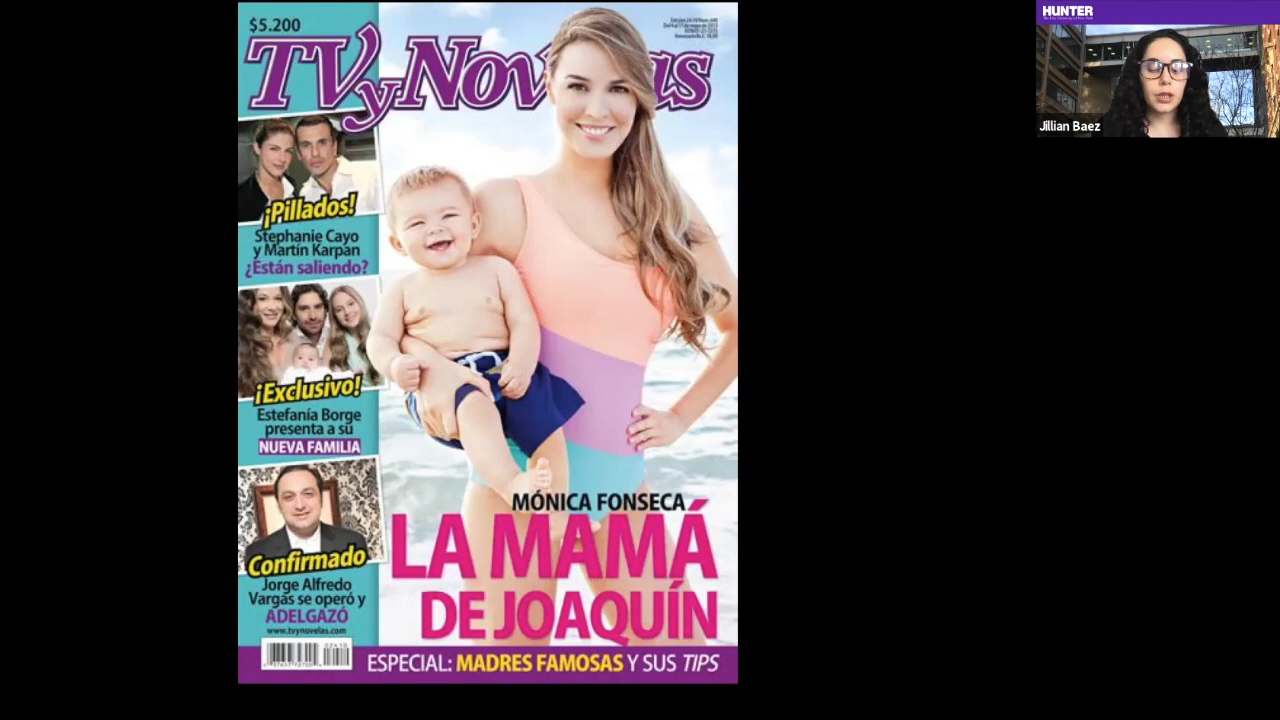 $5.200
TVyNovelas
¡Pillados!
Stephanie Cayo
y Martín Karpan
¿Están saliendo?
¡Exclusivo!
Estefanía Borge
presenta a su
NUEVA FAMILIA
Confirmado
Jorge Alfredo
Vargas se operó y
ADELGAZÓ
www.tvynovelas.com
MÓNICA FONSECA
LA MAMÁ
DE JOAQUÍN
ESPECIAL: MADRES FAMOSAS Y SUS TIPS
HUNTER
Jillian Baez